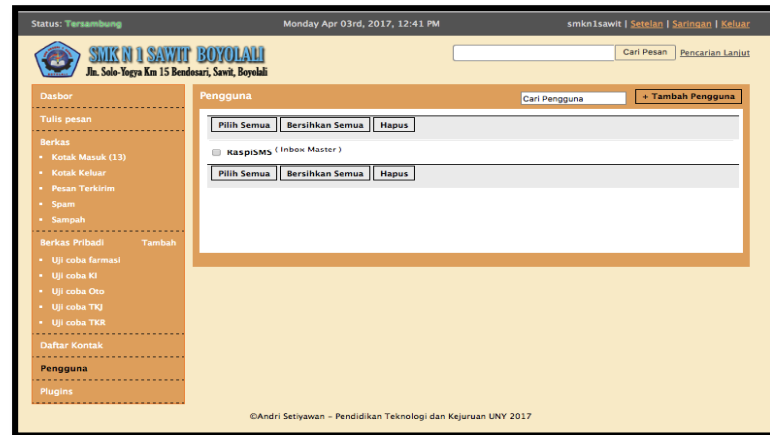 Status: Tersambung
Monday Apr 03rd, 2017, 12:41 PM
smkn1sawit | Setelan | Saringan | Keluar
SMK N 1 SAWIT BOYOLALI
Jln. Solo-Yogya Km 15 Bendosari, Sawit, Boyolali
Cari Pesan
Pencarian Lanjut
Dasbor
Tulis pesan
Berkas
Kotak Masuk (13)
Kotak Keluar
Pesan Terkirim
Spam
Sampah
Berkas Pribadi Tambah
Uji coba farmasi
Uji coba KI
Uji coba Oto
Uji coba TKJ
Uji coba TKR
Daftar Kontak
Pengguna
Plugins
Pengguna
Cari Pengguna
+ Tambah Pengguna
Pilih Semua Bersihkan Semua Hapus
RaspiSMS (Inbox Master)
Pilih Semua Bersihkan Semua Hapus
©Andri Setiyawan – Pendidikan Teknologi dan Kejuruan UNY 2017